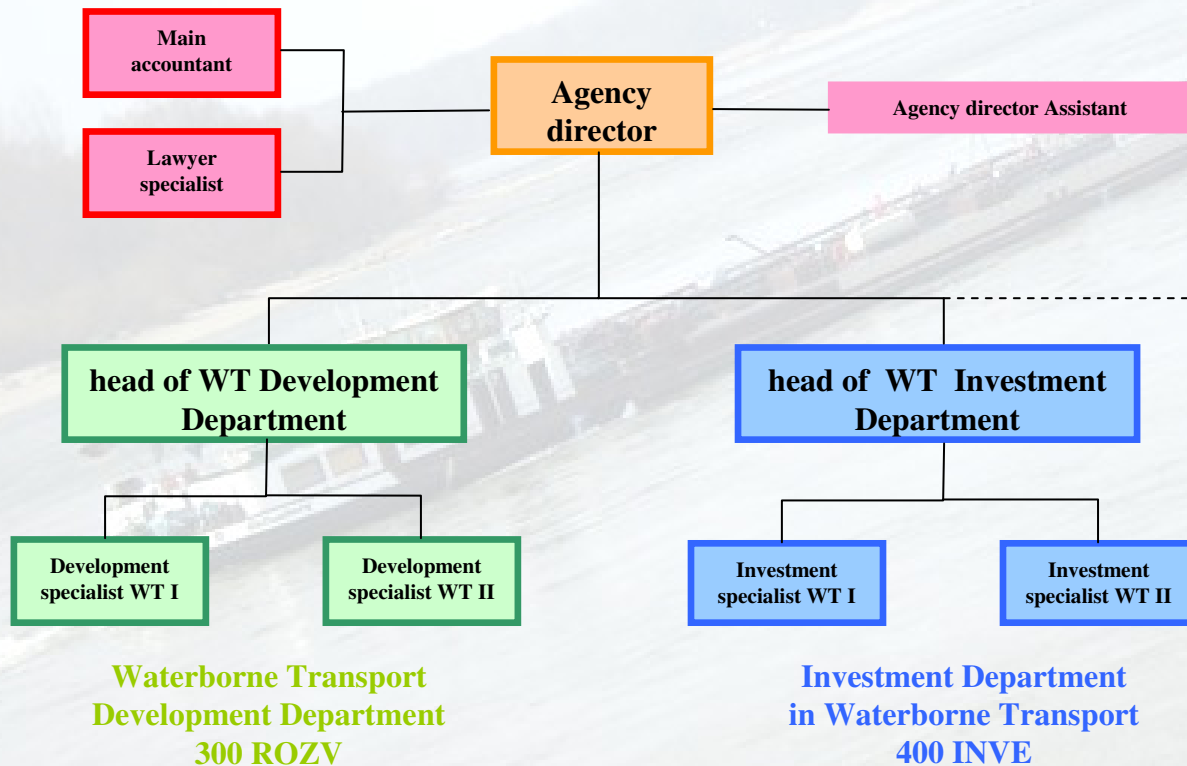 Main
accountant
Agency
director
Agency director Assistant
Lawyer
specialist
head of WT Development
Department
head of WT Investment
Department
Development
specialist WT I
Development
specialist WT II
Investment
specialist WT I
Investment
specialist WT II
Waterborne Transport
Development Department
300 ROZV
Investment Department
in Waterborne Transport
400 INVE